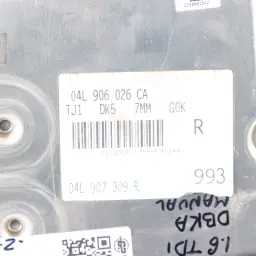 04L 906 026 CA
TJ1 DK5 7MM G0K
R
04L 907 309 R
993
1.6 TDI
DBKA
MANUAL